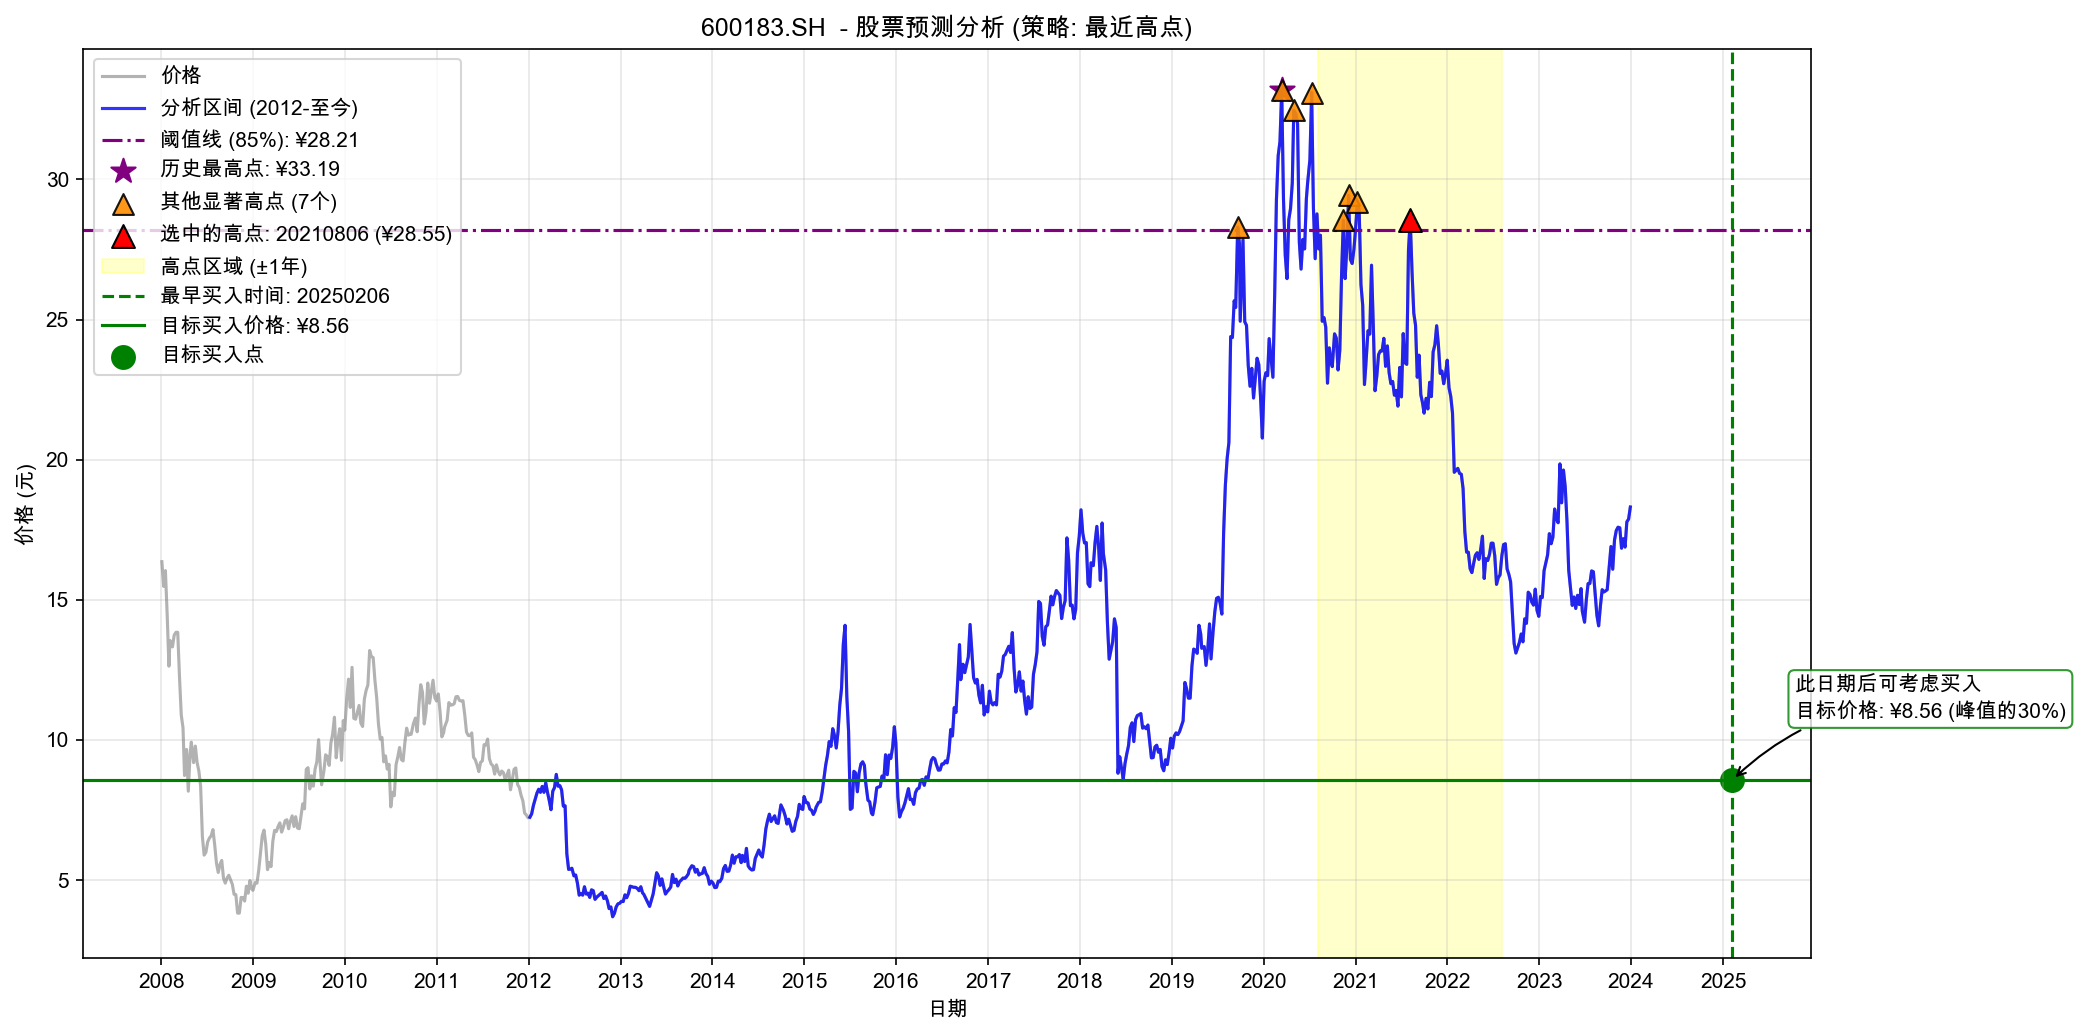 600183.SH - 股票预测分析 (策略: 最近高点)
价格
分析区间 (2012-至今)
阈值线 (85%): ¥28.21
历史最高点: ¥33.19
其他显著高点 (7个)
选中的高点: 20210806 (¥28.55)
高点区域 (±1年)
最早买入时间: 20250206
目标买入价格: ¥8.56
目标买入点
价格 (元)
30
25
20
15
10
5
此日期后可考虑买入
目标价格: ¥8.56 (峰值的30%)
2008 2009 2010 2011 2012 2013 2014 2015 2016 2017 2018 2019 2020 2021 2022 2023 2024 2025
日期